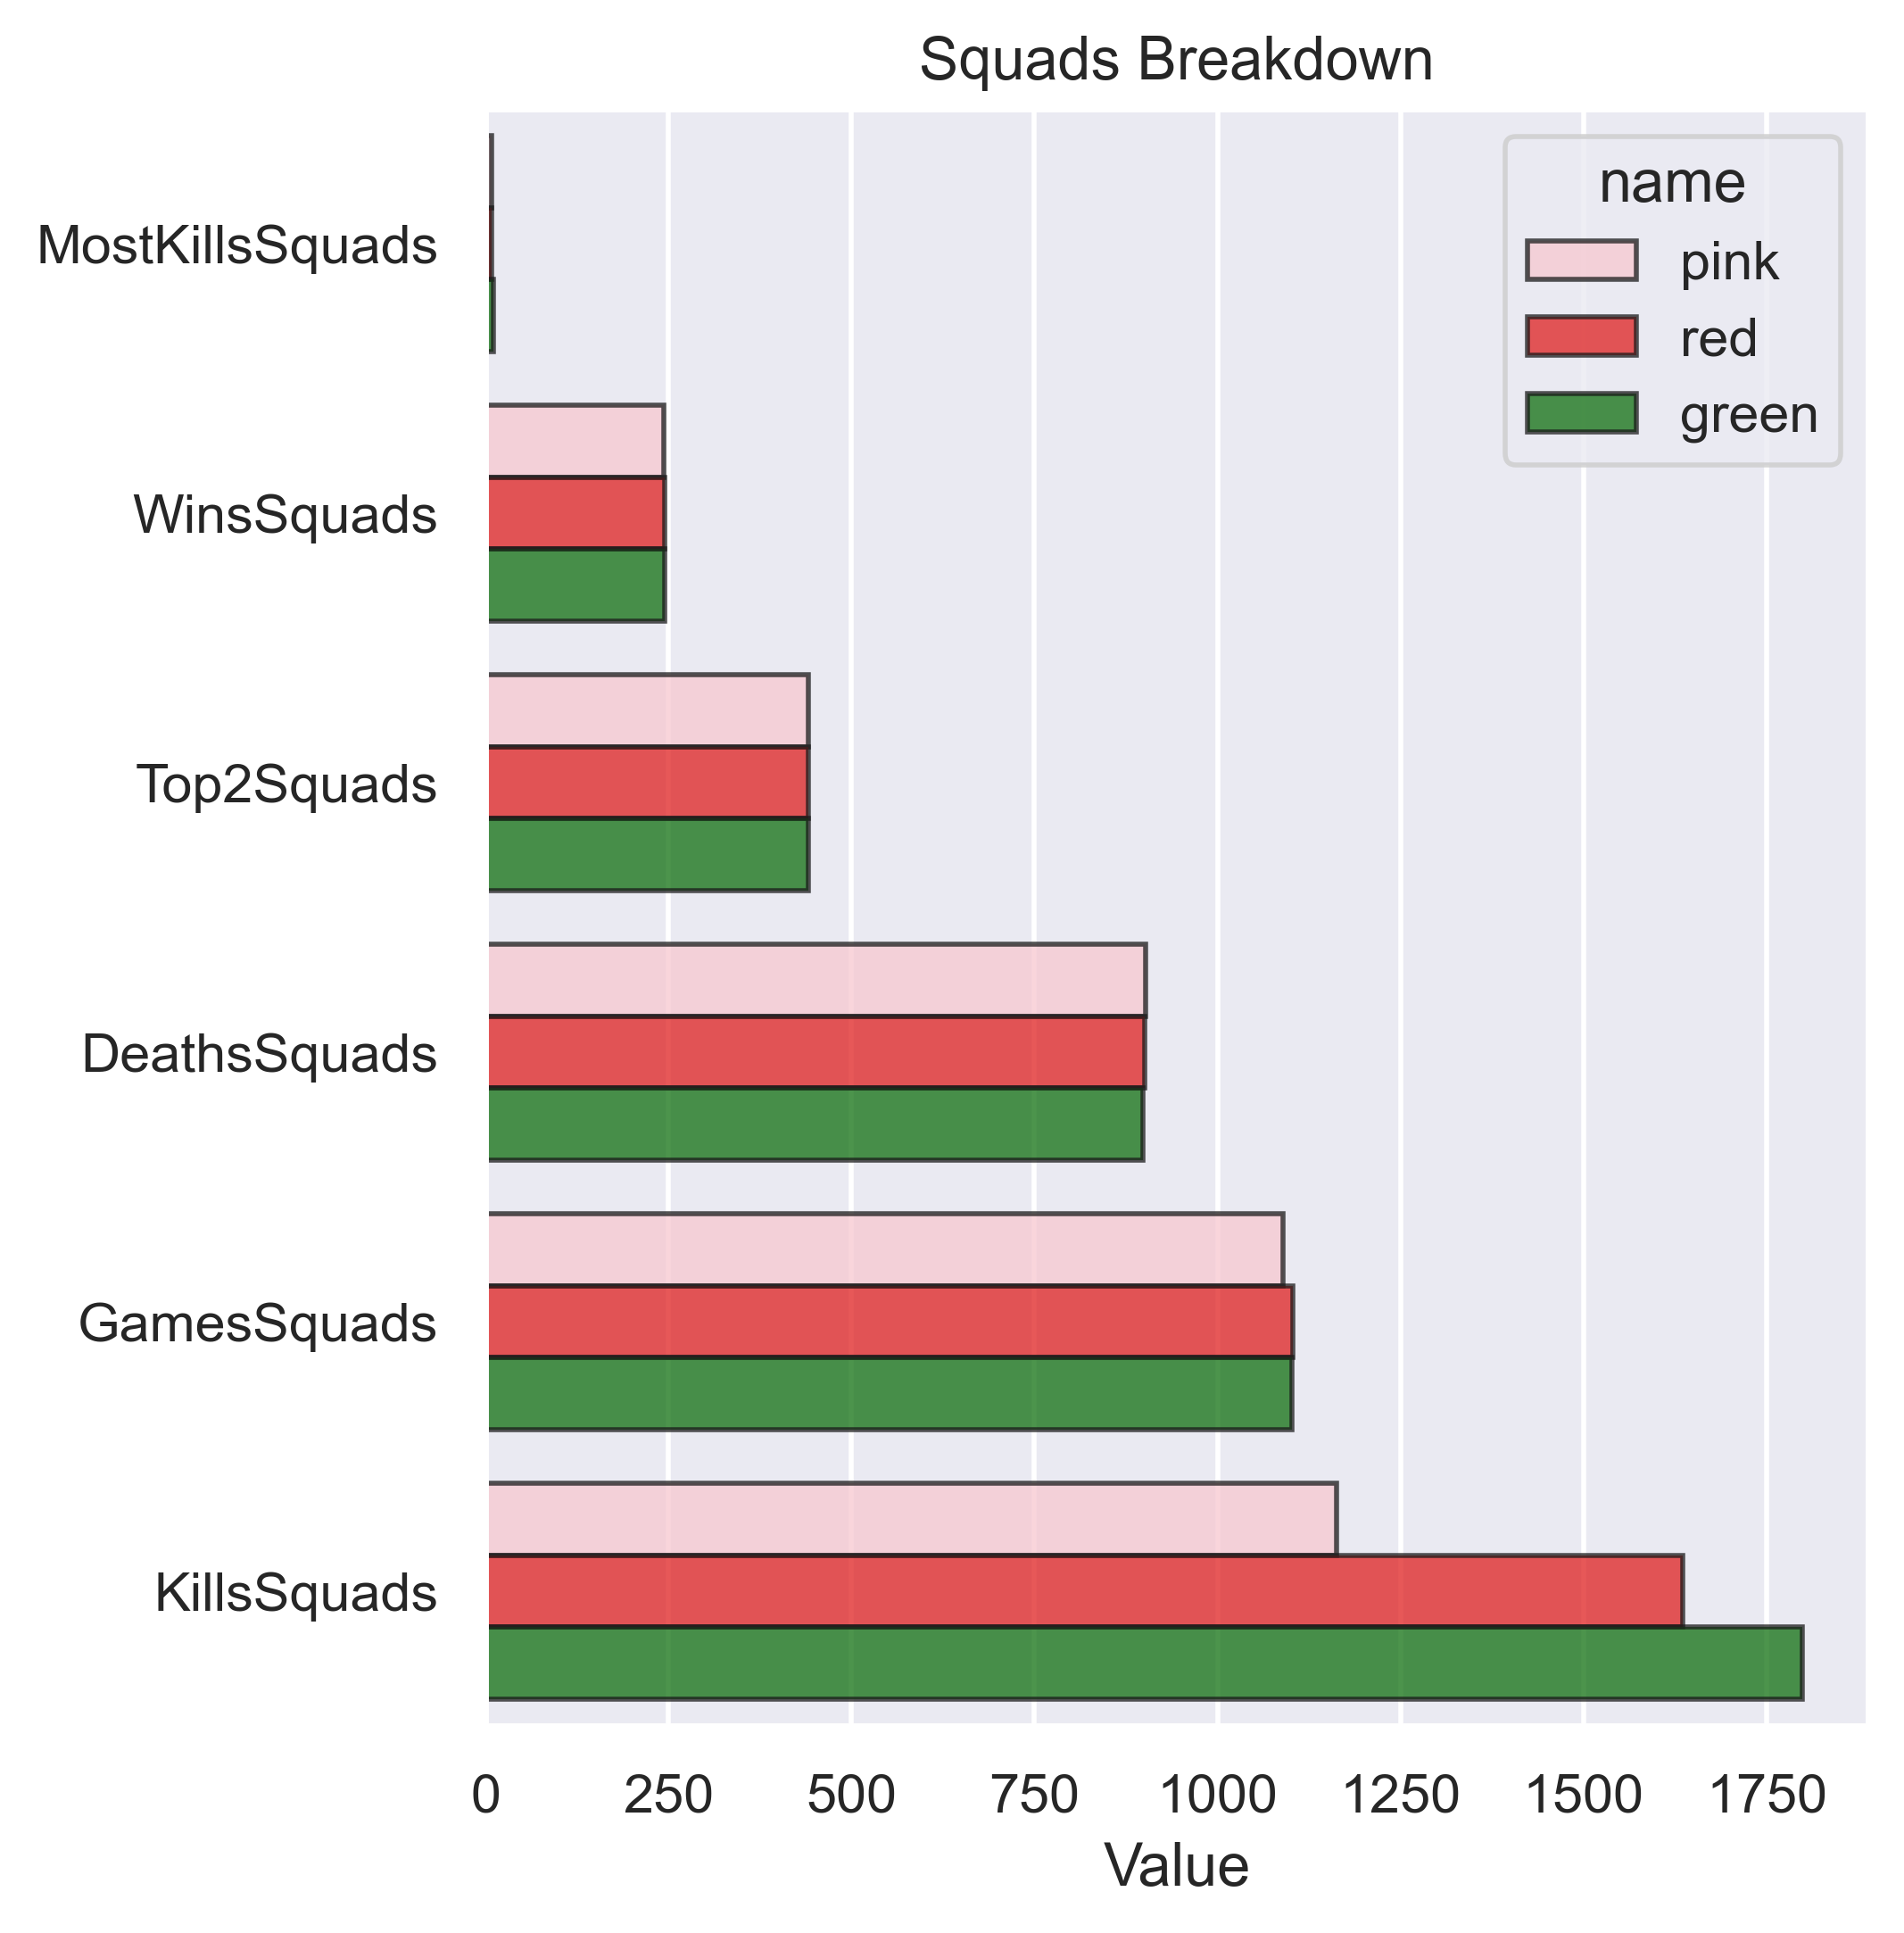 Squads Breakdown
name
pink
red
green
MostKillsSquads
WinsSquads
Top2Squads
DeathsSquads
GamesSquads
KillsSquads
0 250 500 750 1000 1250 1500 1750
Value